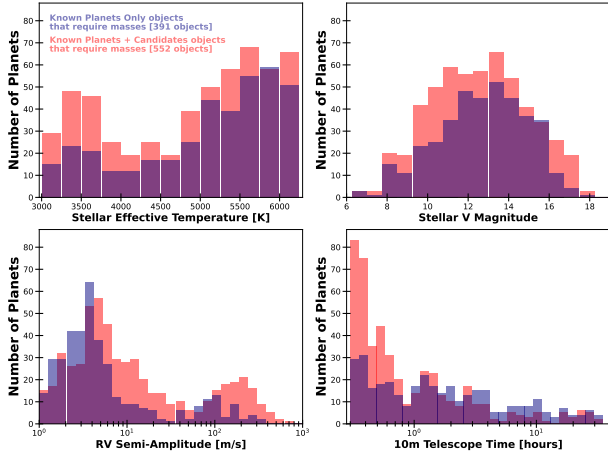 Known Planets Only objects
that require masses [391 objects]
Known Planets + Candidates objects
that require masses [552 objects]
Number of Planets
80
70
60
50
40
30
20
10
0
3000 3500 4000 4500 5000 5500 6000
Stellar Effective Temperature [K]
Number of Planets
80
70
60
50
40
30
20
10
0
6 8 10 12 14 16 18
Stellar V Magnitude
Number of Planets
80
70
60
50
40
30
20
10
0
10⁰ 10¹ 10² 10³
RV Semi-Amplitude [m/s]
Number of Planets
80
70
60
50
40
30
20
10
0
10⁰ 10¹
10m Telescope Time [hours]